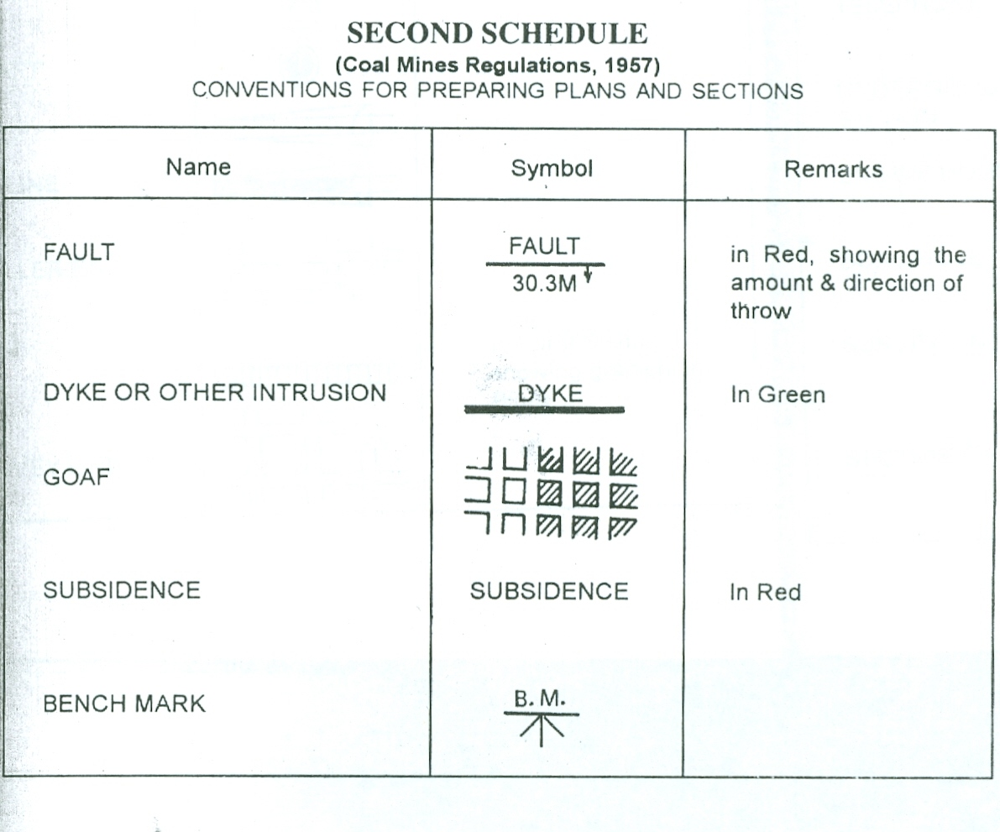 SECOND SCHEDULE
(Coal Mines Regulations, 1957)
CONVENTIONS FOR PREPARING PLANS AND SECTIONS
Name Symbol Remarks
FAULT
FAULT
30.3M
in Red, showing the
amount & direction of
throw
DYKE OR OTHER INTRUSION
DYKE
In Green
GOAF
SUBSIDENCE
SUBSIDENCE
In Red
BENCH MARK
B. M.